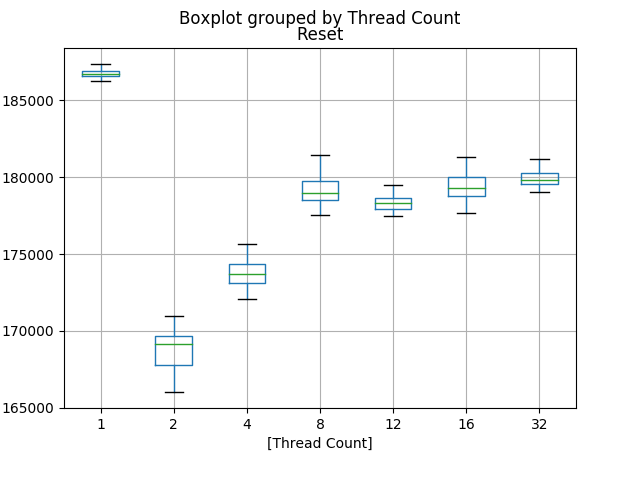 Boxplot grouped by Thread Count
Reset
185000
180000
175000
170000
165000
1 2 4 8 12 16 32
[Thread Count]